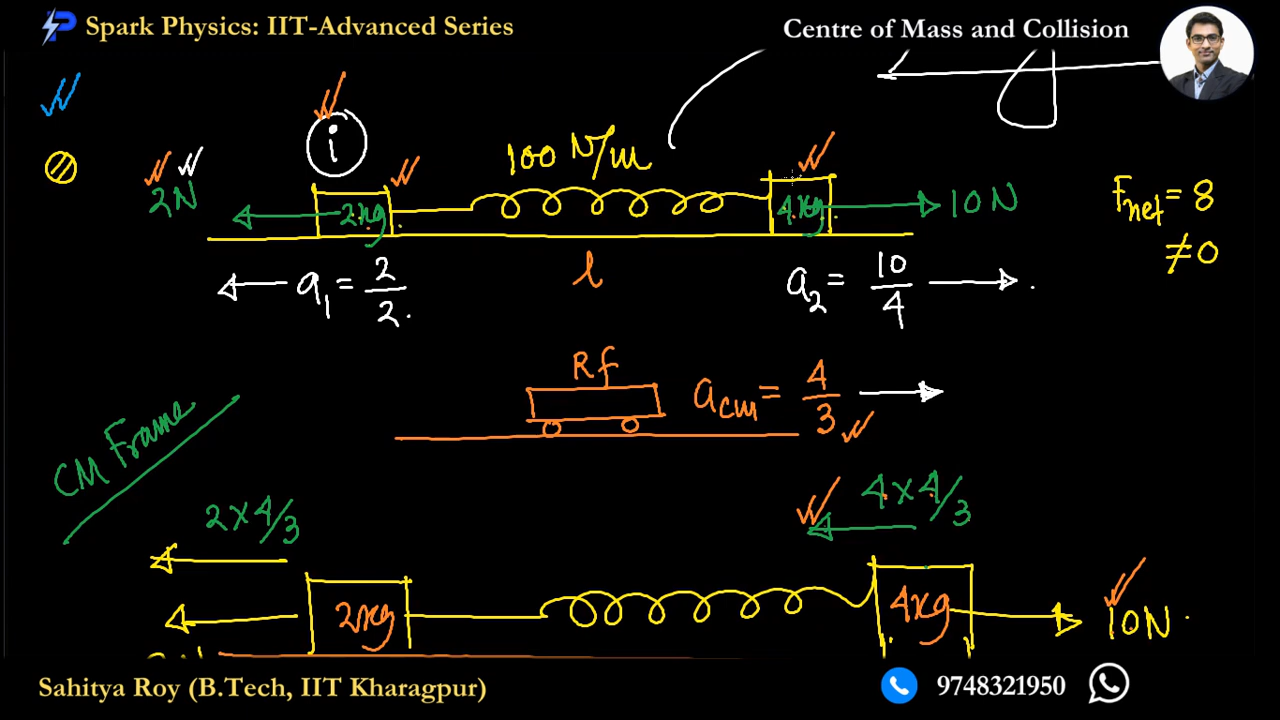 Spark Physics: IIT-Advanced Series
Centre of Mass and Collision
i
100 N/m
2N
2kg
4kg
10N
Fnet = 8
≠0
l
a1 = 2/2
a2 = 10/4
Rf
acm = 4/3
CM Frame
2×4/3
4×4/3
2kg
4kg
10N
Sahitya Roy (B.Tech, IIT Kharagpur)
9748321950